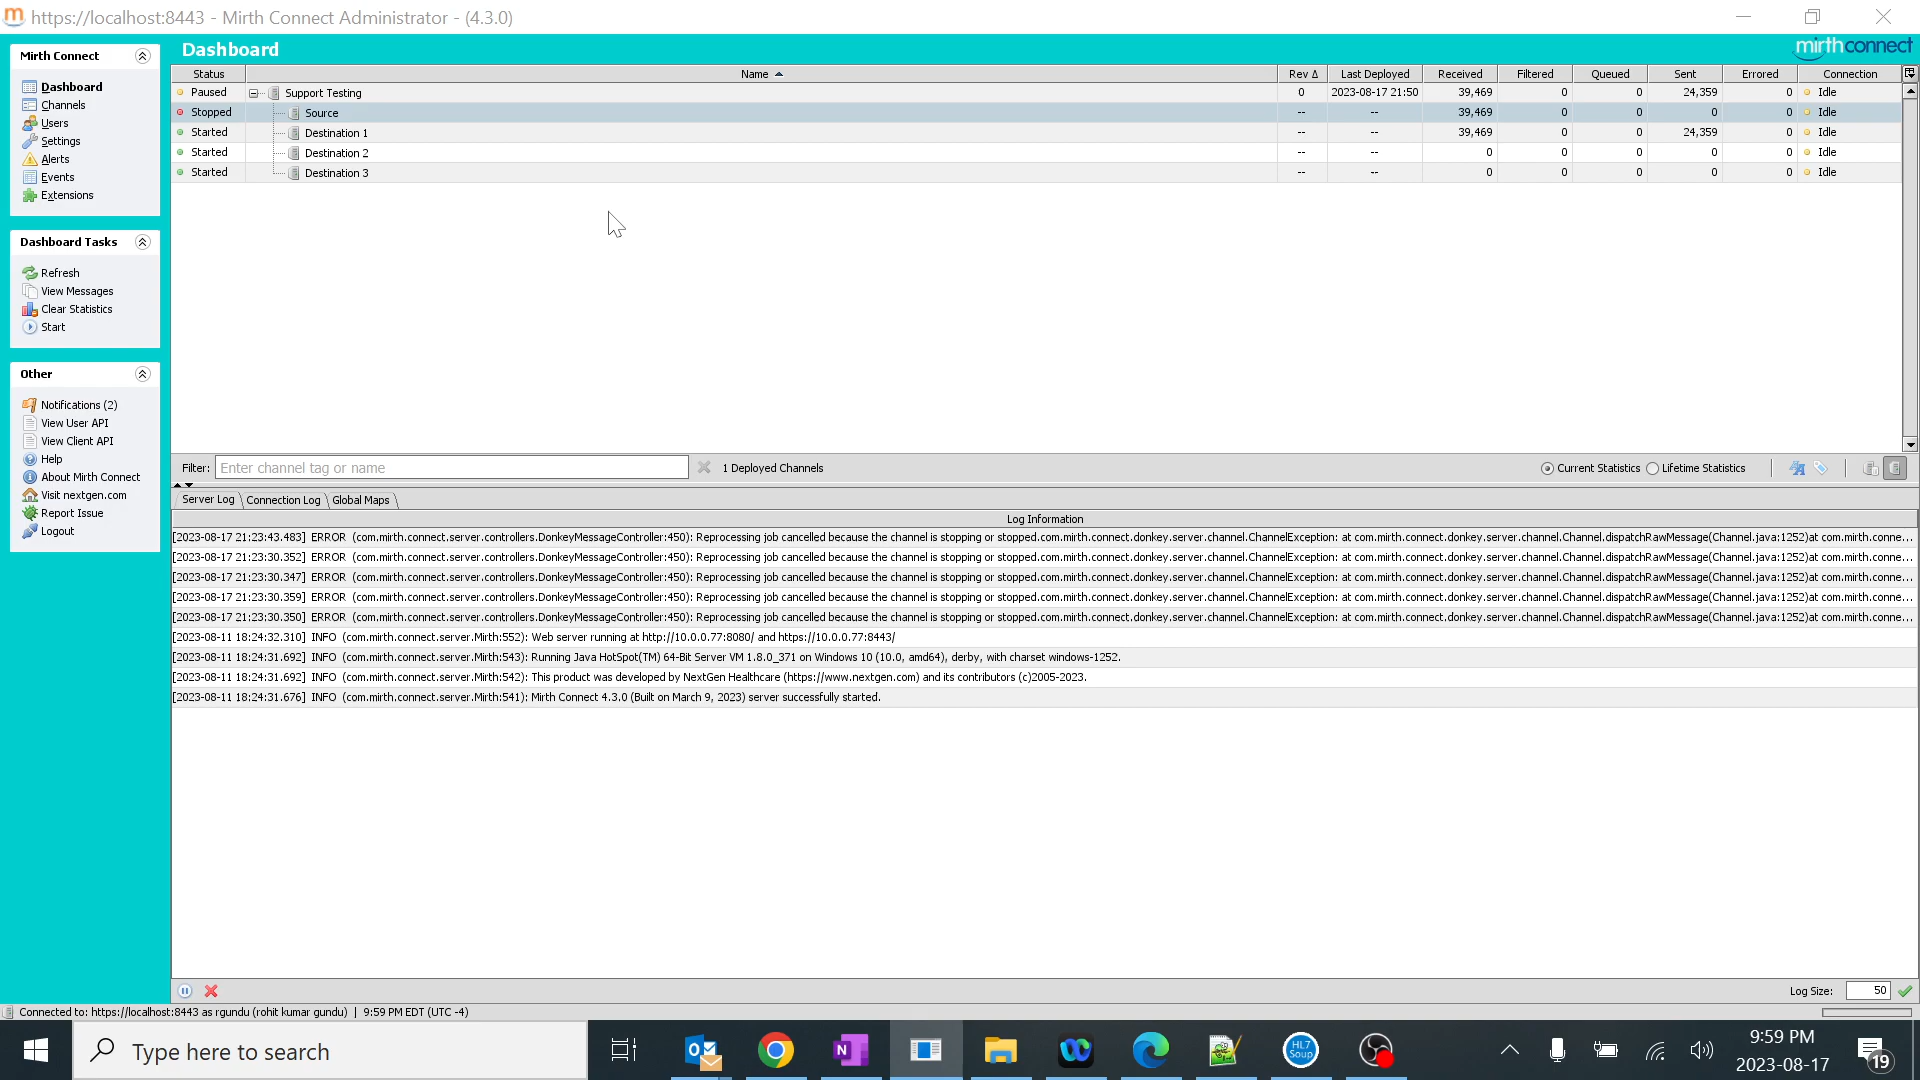 https://localhost:8443 - Mirth Connect Administrator - (4.3.0)
Mirth Connect
Dashboard
Channels
Users
Settings
Alerts
Events
Extensions
Dashboard Tasks
Refresh
View Messages
Clear Statistics
Start
Other
Notifications (2)
View User API
View Client API
Help
About Mirth Connect
Visit nextgen.com
Report Issue
Logout
Dashboard
mirthconnect
Status Name Rev Δ Last Deployed Received Filtered Queued Sent Errored Connection
Paused Support Testing 0 2023-08-17 21:50 39,469 0 0 24,359 0 Idle
Stopped Source -- -- 39,469 0 0 0 0 Idle
Started Destination 1 -- -- 39,469 0 0 24,359 0 Idle
Started Destination 2 -- -- 0 0 0 0 0 Idle
Started Destination 3 -- -- 0 0 0 0 0 Idle
Filter: Enter channel tag or name 1 Deployed Channels Current Statistics Lifetime Statistics
Server Log Connection Log Global Maps
Log Information
[2023-08-17 21:23:43.483] ERROR (com.mirth.connect.server.controllers.DonkeyMessageController:450): Reprocessing job cancelled because the channel is stopping or stopped.com.mirth.connect.donkey.server.channel.ChannelException: at com.mirth.connect.donkey.server.channel.Channel.dispatchRawMessage(Channel.java:1252)at com.mirth.conne...
[2023-08-17 21:23:30.352] ERROR (com.mirth.connect.server.controllers.DonkeyMessageController:450): Reprocessing job cancelled because the channel is stopping or stopped.com.mirth.connect.donkey.server.channel.ChannelException: at com.mirth.connect.donkey.server.channel.Channel.dispatchRawMessage(Channel.java:1252)at com.mirth.conne...
[2023-08-17 21:23:30.347] ERROR (com.mirth.connect.server.controllers.DonkeyMessageController:450): Reprocessing job cancelled because the channel is stopping or stopped.com.mirth.connect.donkey.server.channel.ChannelException: at com.mirth.connect.donkey.server.channel.Channel.dispatchRawMessage(Channel.java:1252)at com.mirth.conne...
[2023-08-17 21:23:30.359] ERROR (com.mirth.connect.server.controllers.DonkeyMessageController:450): Reprocessing job cancelled because the channel is stopping or stopped.com.mirth.connect.donkey.server.channel.ChannelException: at com.mirth.connect.donkey.server.channel.Channel.dispatchRawMessage(Channel.java:1252)at com.mirth.conne...
[2023-08-17 21:23:30.350] ERROR (com.mirth.connect.server.controllers.DonkeyMessageController:450): Reprocessing job cancelled because the channel is stopping or stopped.com.mirth.connect.donkey.server.channel.ChannelException: at com.mirth.connect.donkey.server.channel.Channel.dispatchRawMessage(Channel.java:1252)at com.mirth.conne...
[2023-08-11 18:24:32.310] INFO (com.mirth.connect.server.Mirth:552): Web server running at http://10.0.0.77:8080/ and https://10.0.0.77:8443/
[2023-08-11 18:24:31.692] INFO (com.mirth.connect.server.Mirth:543): Running Java HotSpot(TM) 64-Bit Server VM 1.8.0_371 on Windows 10 (10.0, amd64), derby, with charset windows-1252.
[2023-08-11 18:24:31.692] INFO (com.mirth.connect.server.Mirth:542): This product was developed by NextGen Healthcare (https://www.nextgen.com) and its contributors (c)2005-2023.
[2023-08-11 18:24:31.676] INFO (com.mirth.connect.server.Mirth:541): Mirth Connect 4.3.0 (Built on March 9, 2023) server successfully started.
Log Size: 50
Connected to: https://localhost:8443 as rgundu (rohit kumar gundu) | 9:59 PM EDT (UTC -4)
Type here to search
HL7 Soup
9:59 PM
2023-08-17
19